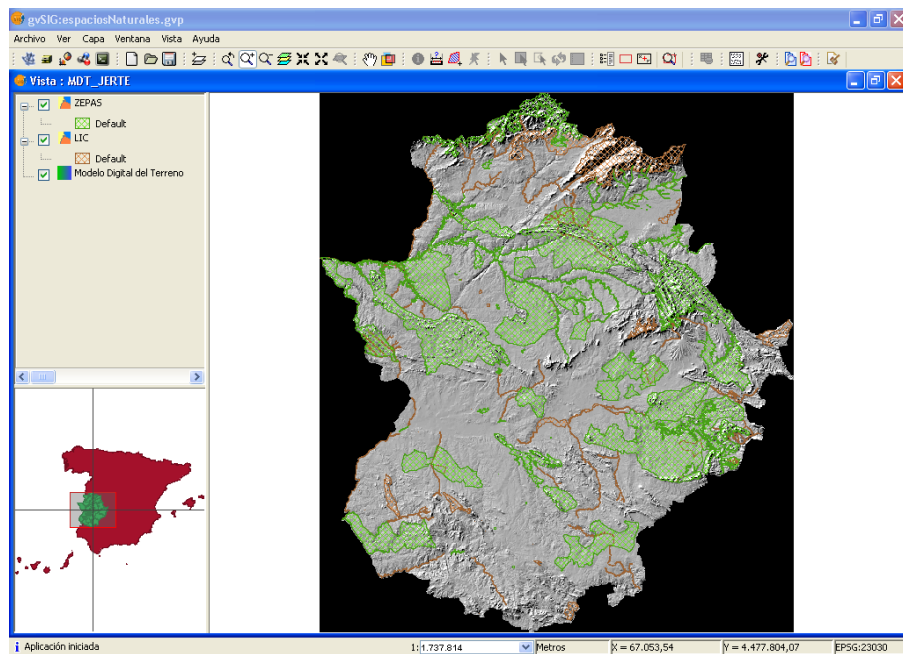 gvSIG:espaciosNaturales.gvp
Archivo Ver Capa Ventana Vista Ayuda
Vista : MDT_JERTE
ZEPAS
Default
LIC
Default
Modelo Digital del Terreno
Aplicación iniciada
1: 1.737.814
Metros
X = 67.053,54
Y = 4.477.804,07
EPSG:23030